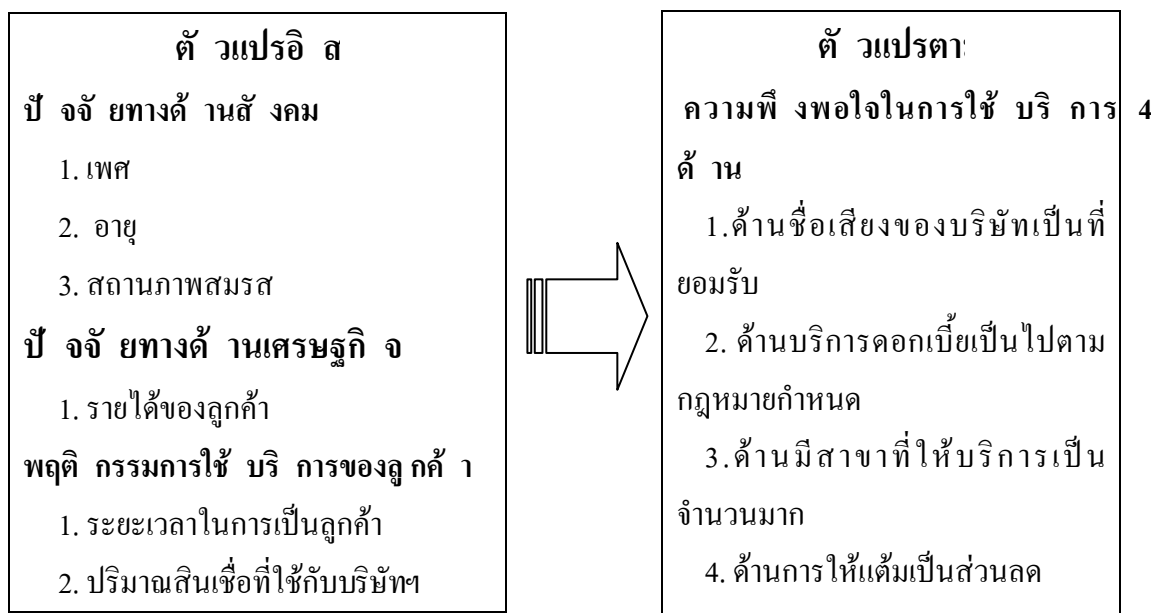 ตัวแปรอิส
ปัจจัยทางด้านสังคม
1. เพศ
2. อายุ
3. สถานภาพสมรส
ปัจจัยทางด้านเศรษฐกิจ
1. รายได้ของลูกค้า
พฤติกรรมการใช้บริการของลูกค้า
1. ระยะเวลาในการเป็นลูกค้า
2. ปริมาณสินเชื่อที่ใช้กับบริษัทฯ
ตัวแปรตา
ความพึงพอใจในการใช้บริการ 4
ด้าน
1.ด้านชื่อเสียงของบริษัทเป็นที่
ยอมรับ
2. ด้านบริการดอกเบี้ยเป็นไปตาม
กฎหมายกำหนด
3.ด้านมีสาขาที่ให้บริการเป็น
จำนวนมาก
4. ด้านการให้แต้มเป็นส่วนลด